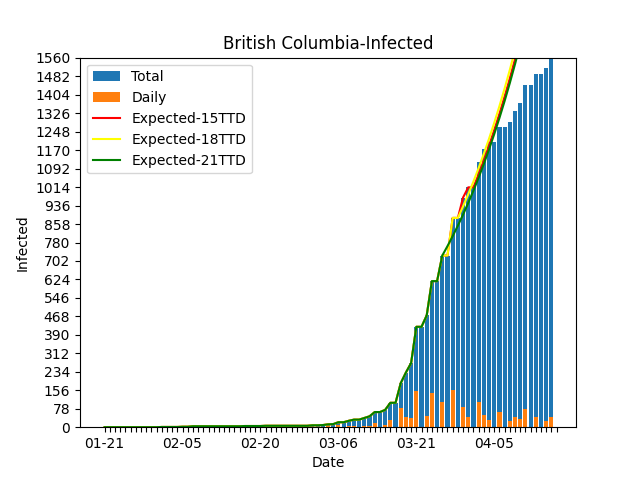 British Columbia-Infected
1560
1482
1404
1326
1248
1170
1092
1014
936
858
780
702
624
546
468
390
312
234
156
78
0
Infected
Total
Daily
Expected-15TTD
Expected-18TTD
Expected-21TTD
01-21 02-05 02-20 03-06 03-21 04-05
Date